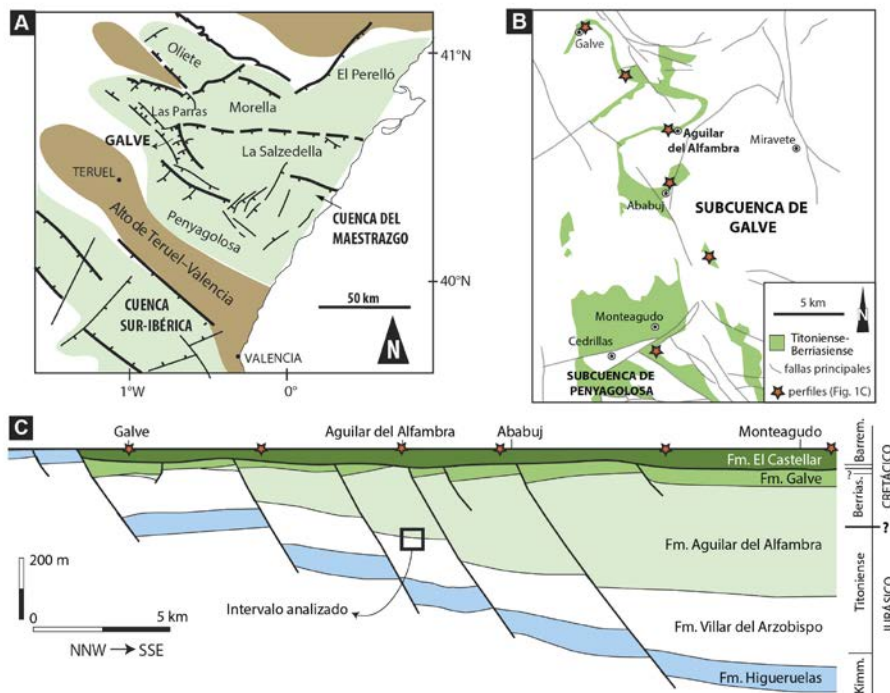 A
Oliete
El Perelló
41°N
Las Parras
Morella
GALVE
La Salzedella
TERUEL
CUENCA DEL
MAESTRAZGO
Penyagolosa
Alto de Teruel–Valencia
40°N
CUENCA
SUR-IBÉRICA
50 km
N
VALENCIA
1°W
0°
B
Galve
Aguilar
del Alfambra
Miravete
Ababuj
SUBCUENCA DE
GALVE
Monteagudo
Cedrillas
SUBCUENCA DE
PENYAGOLOSA
N
5 km
Titoniense-
Berriasiense
fallas principales
perfiles (Fig. 1C)
C
Galve
Aguilar del Alfambra
Ababuj
Monteagudo
Fm. El Castellar
Fm. Galve
Fm. Aguilar del Alfambra
Fm. Villar del Arzobispo
Fm. Higueruelas
Intervalo analizado
200 m
0
5 km
NNW → SSE
Barrem.
?
Berrias.
CRETÁCICO
?
Titoniense
JURÁSICO
Kimm.